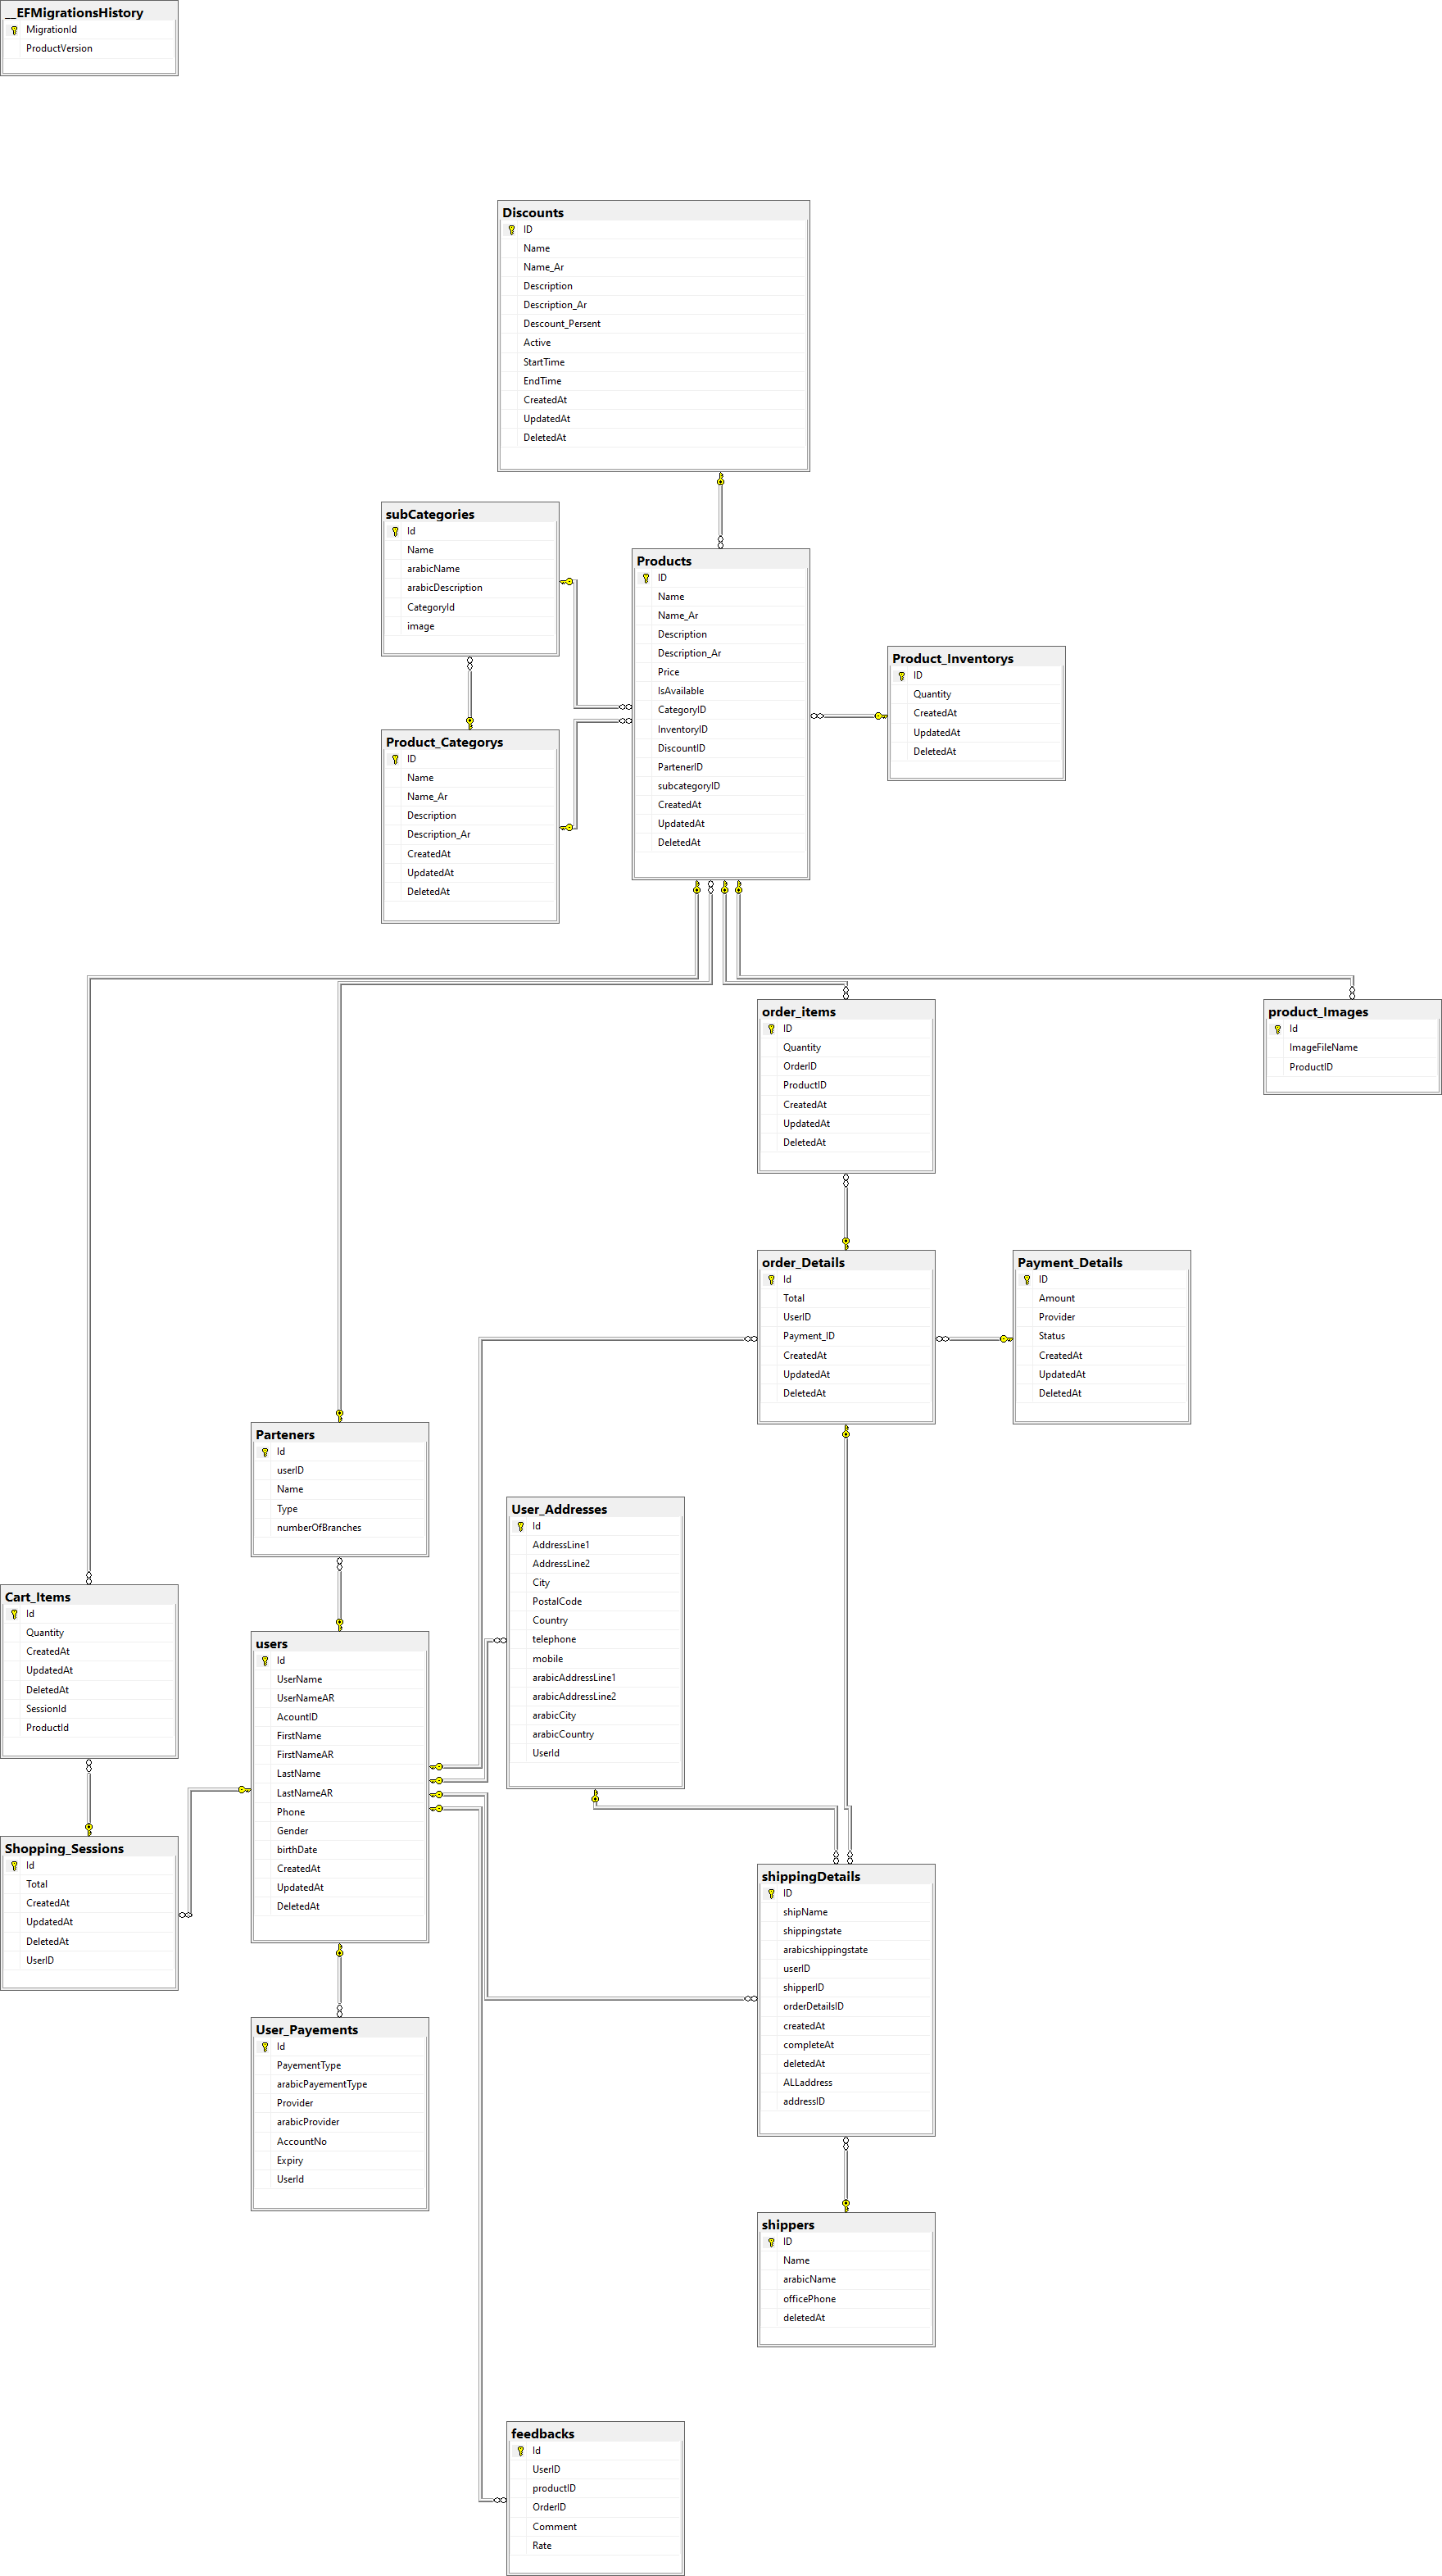 __EFMigrationsHistory
MigrationId
ProductVersion
Discounts
ID
Name
Name_Ar
Description
Description_Ar
Descount_Persent
Active
StartTime
EndTime
CreatedAt
UpdatedAt
DeletedAt
subCategories
Id
Name
arabicName
arabicDescription
CategoryId
image
Products
ID
Name
Name_Ar
Description
Description_Ar
Price
IsAvailable
CategoryID
InventoryID
DiscountID
PartenerID
subcategoryID
CreatedAt
UpdatedAt
DeletedAt
Product_Inventorys
ID
Quantity
CreatedAt
UpdatedAt
DeletedAt
Product_Categorys
ID
Name
Name_Ar
Description
Description_Ar
CreatedAt
UpdatedAt
DeletedAt
order_items
ID
Quantity
OrderID
ProductID
CreatedAt
UpdatedAt
DeletedAt
product_Images
Id
ImageFileName
ProductID
order_Details
Id
Total
UserID
Payment_ID
CreatedAt
UpdatedAt
DeletedAt
Payment_Details
ID
Amount
Provider
Status
CreatedAt
UpdatedAt
DeletedAt
Parteners
Id
userID
Name
Type
numberOfBranches
User_Addresses
Id
AddressLine1
AddressLine2
City
PostalCode
Country
telephone
mobile
arabicAddressLine1
arabicAddressLine2
arabicCity
arabicCountry
UserId
Cart_Items
Id
Quantity
CreatedAt
UpdatedAt
DeletedAt
SessionId
ProductId
users
Id
UserName
UserNameAR
AcountID
FirstName
FirstNameAR
LastName
LastNameAR
Phone
Gender
birthDate
CreatedAt
UpdatedAt
DeletedAt
Shopping_Sessions
Id
Total
CreatedAt
UpdatedAt
DeletedAt
UserID
shippingDetails
ID
shipName
shippingstate
arabicshippingstate
userID
shipperID
orderDetailsID
createdAt
completeAt
deletedAt
ALLaddress
addressID
User_Payements
Id
PayementType
arabicPayementType
Provider
arabicProvider
AccountNo
Expiry
UserId
shippers
ID
Name
arabicName
officePhone
deletedAt
feedbacks
Id
UserID
productID
OrderID
Comment
Rate